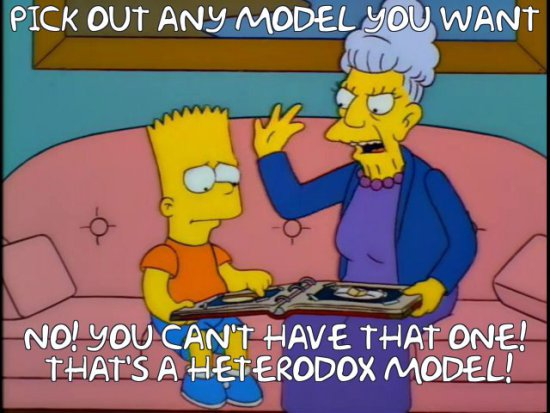 PICK OUT ANY MODEL YOU WANT
NO! YOU CAN'T HAVE THAT ONE!
THAT'S A HETERODOX MODEL!